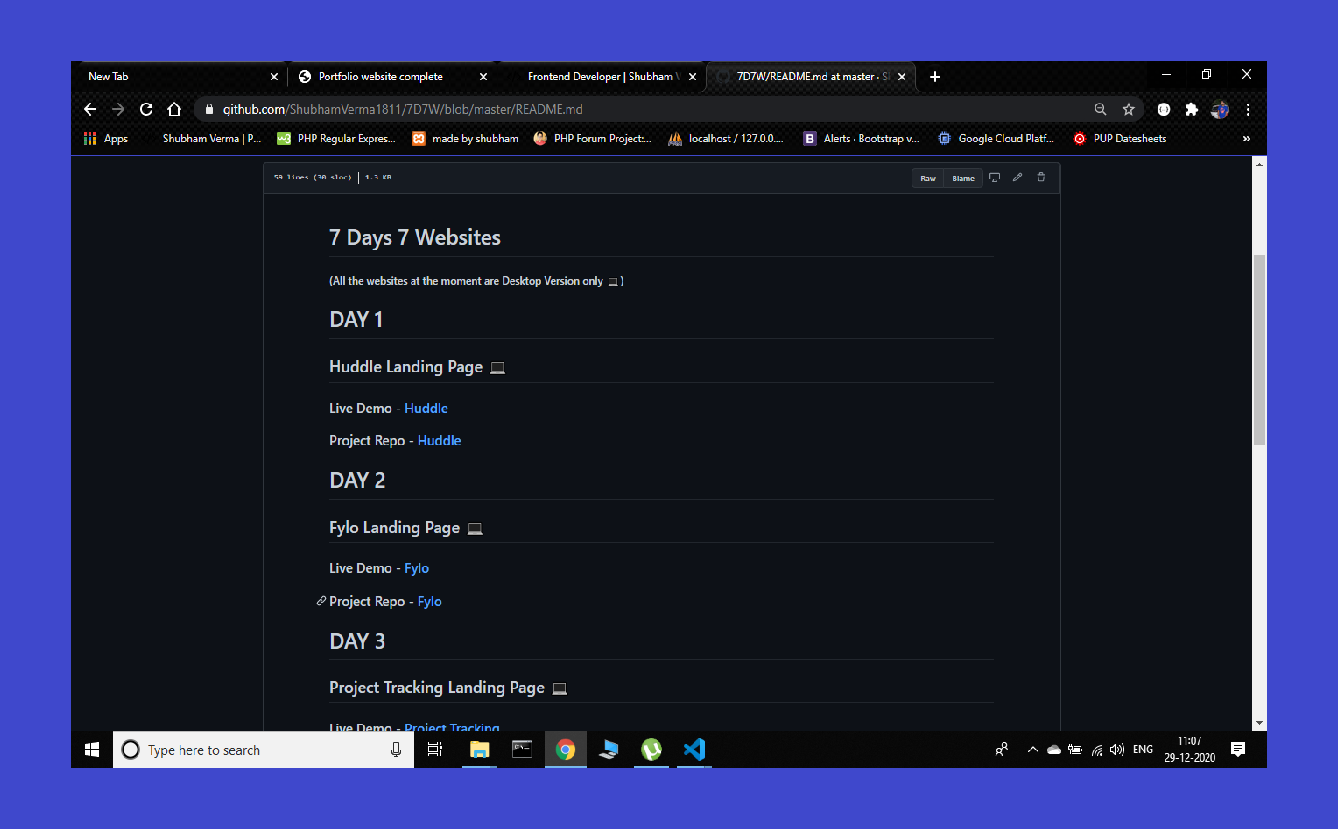 New Tab
Portfolio website complete
Frontend Developer | Shubham V
7D7W/README.md at master · S
github.com/ShubhamVerma1811/7D7W/blob/master/README.md
Apps
Shubham Verma | P...
PHP Regular Expres...
made by shubham
PHP Forum Project:...
localhost / 127.0.0....
Alerts · Bootstrap v...
Google Cloud Platf...
PUP Datesheets
»
sloc) | 1.3 KB
Raw
Blame
7 Days 7 Websites
(All the websites at the moment are Desktop Version only 💻 )
DAY 1
Huddle Landing Page 💻
Live Demo - Huddle
Project Repo - Huddle
DAY 2
Fylo Landing Page 💻
Live Demo - Fylo
Project Repo - Fylo
DAY 3
Project Tracking Landing Page 💻
Live Demo - Project Tracking
Type here to search
ENG
11:07
29-12-2020